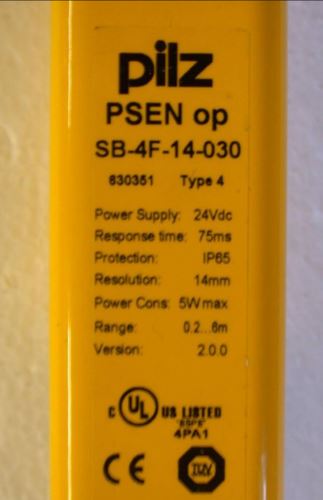 pilz
PSEN op
SB-4F-14-030
630351 Type 4
Power Supply: 24Vdc
Response time: 75ms
Protection: IP65
Resolution: 14mm
Power Cons: 5W max
Range: 0.2...6m
Version: 2.0.0
C UL US LISTED
"ESPE"
4PA1
CE TÜV